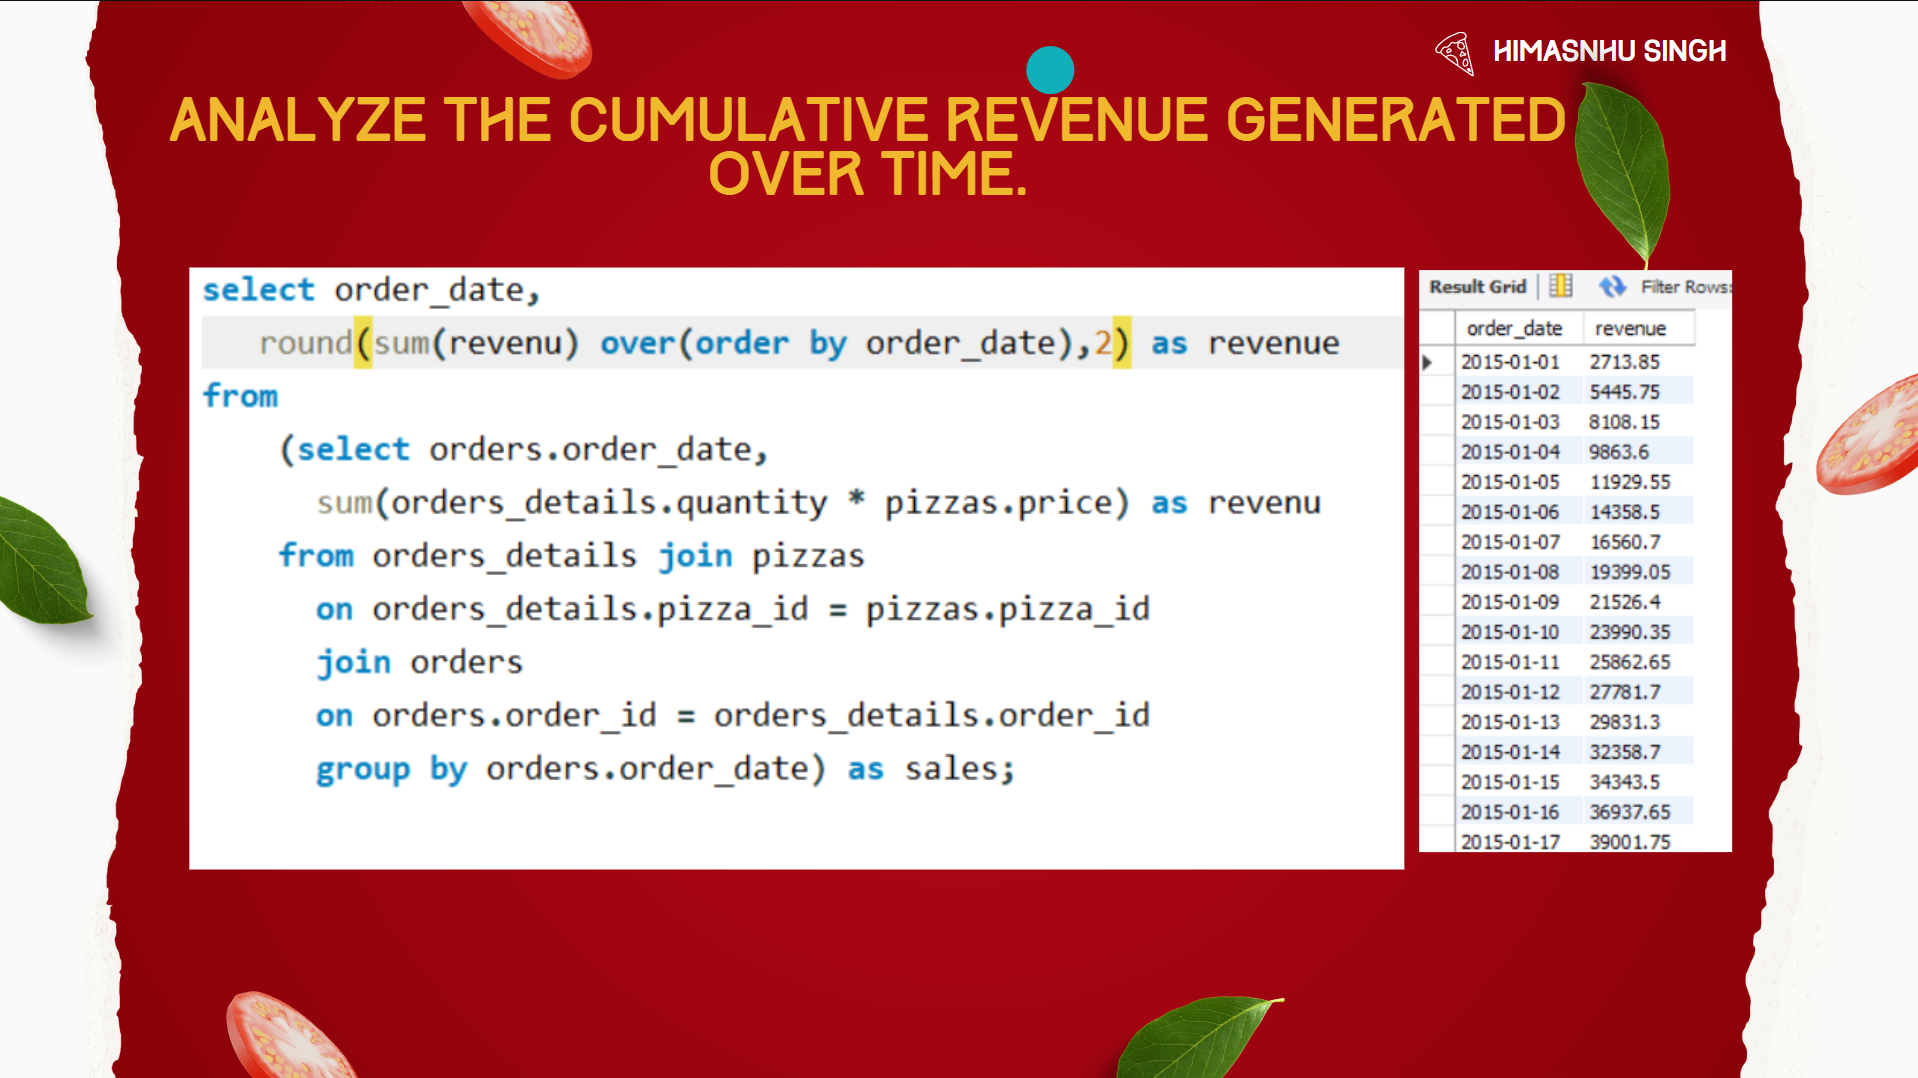 HIMASNHU SINGH
ANALYZE THE CUMULATIVE REVENUE GENERATED
OVER TIME.
select order_date,
round(sum(revenu) over(order by order_date),2) as revenue
from
(select orders.order_date,
sum(orders_details.quantity * pizzas.price) as revenu
from orders_details join pizzas
on orders_details.pizza_id = pizzas.pizza_id
join orders
on orders.order_id = orders_details.order_id
group by orders.order_date) as sales;
Result Grid Filter Rows:
order_date revenue
2015-01-01 2713.85
2015-01-02 5445.75
2015-01-03 8108.15
2015-01-04 9863.6
2015-01-05 11929.55
2015-01-06 14358.5
2015-01-07 16560.7
2015-01-08 19399.05
2015-01-09 21526.4
2015-01-10 23990.35
2015-01-11 25862.65
2015-01-12 27781.7
2015-01-13 29831.3
2015-01-14 32358.7
2015-01-15 34343.5
2015-01-16 36937.65
2015-01-17 39001.75